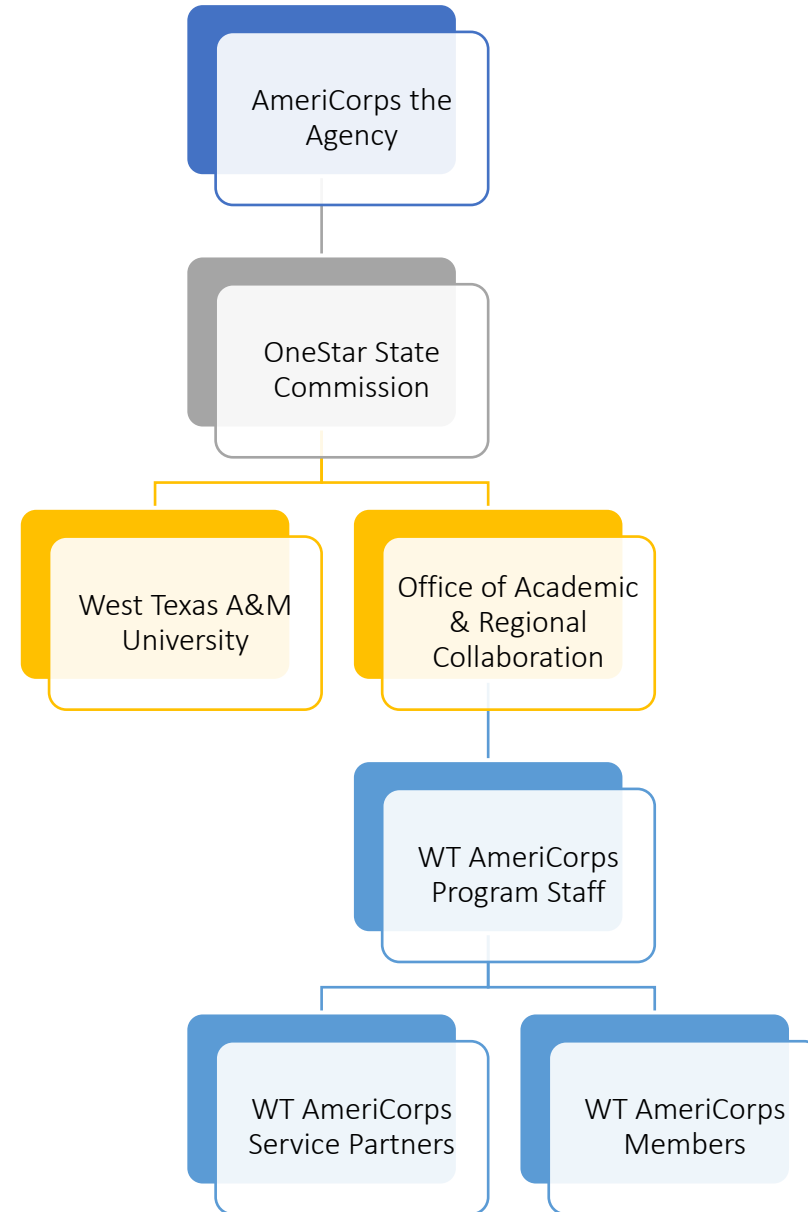 AmeriCorps the
Agency
OneStar State
Commission
West Texas A&M
University
Office of Academic
& Regional
Collaboration
WT AmeriCorps
Program Staff
WT AmeriCorps
Service Partners
WT AmeriCorps
Members